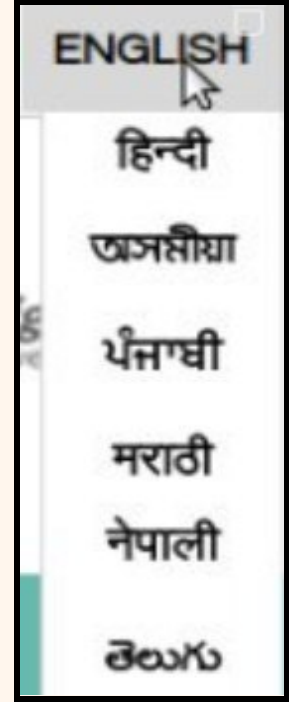 ENGLISH
हिन्दी
অসমীয়া
ਪੰਜਾਬੀ
मराठी
नेपाली
తెలుగు